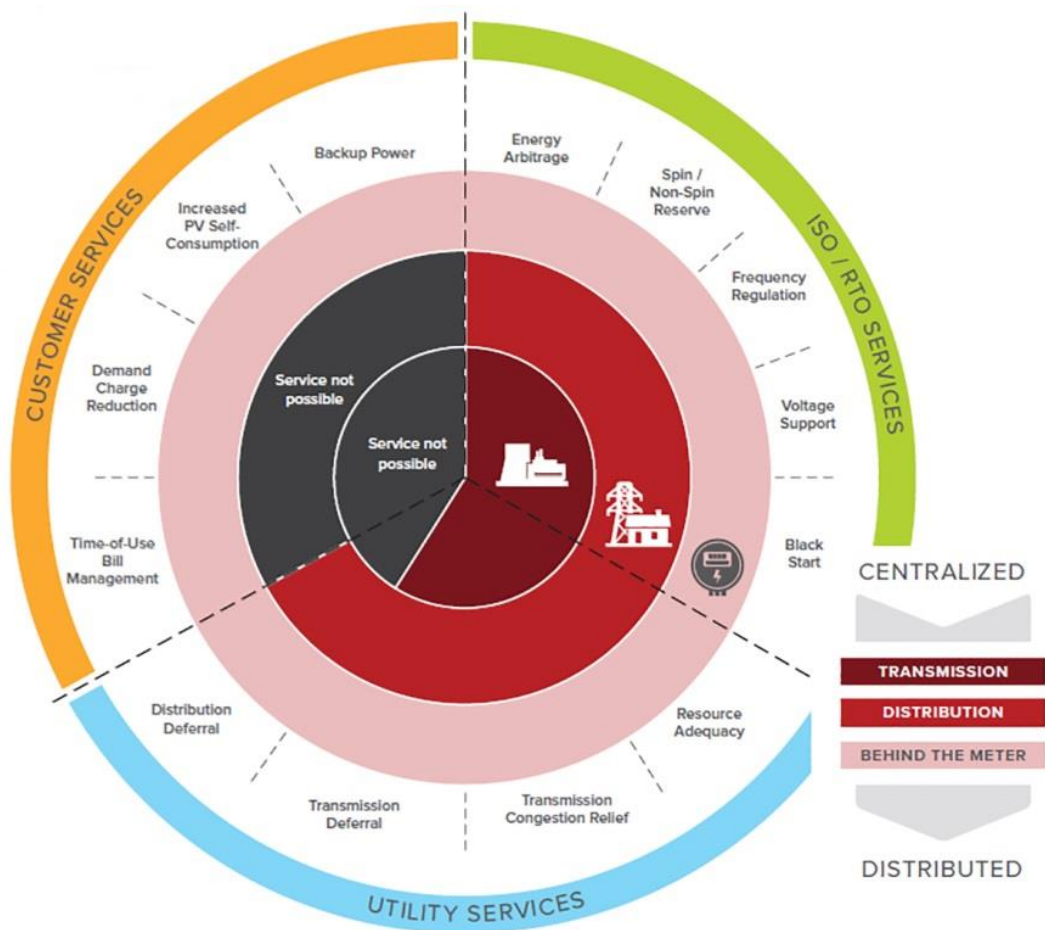 CUSTOMER SERVICES
ISO / RTO SERVICES
UTILITY SERVICES
Backup Power
Energy
Arbitrage
Spin /
Non-Spin
Reserve
Increased
PV Self-
Consumption
Frequency
Regulation
Demand
Charge
Reduction
Voltage
Support
Service not
possible
Service not
possible
Time-of-Use
Bill
Management
Black
Start
Distribution
Deferral
Resource
Adequacy
Transmission
Deferral
Transmission
Congestion Relief
CENTRALIZED
TRANSMISSION
DISTRIBUTION
BEHIND THE METER
DISTRIBUTED